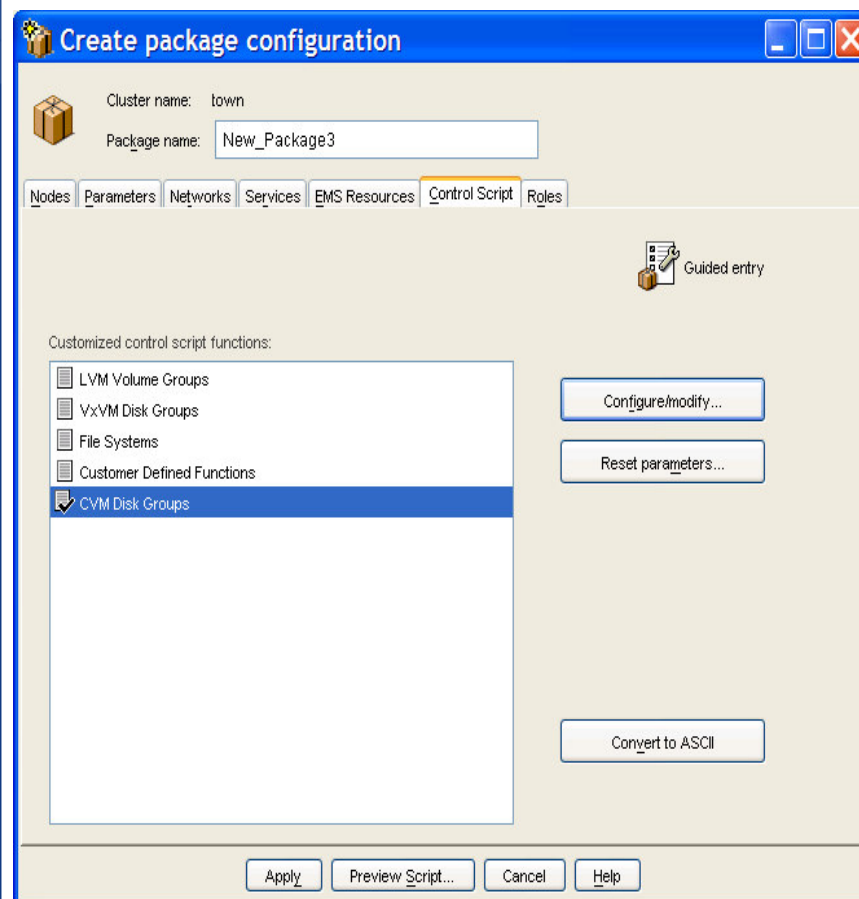 Create package configuration
Cluster name: town
Package name: New_Package3
Nodes Parameters Networks Services EMS Resources Control Script Roles
Guided entry
Customized control script functions:
LVM Volume Groups
VxVM Disk Groups
File Systems
Customer Defined Functions
CVM Disk Groups
Configure/modify...
Reset parameters...
Convert to ASCII
Apply Preview Script... Cancel Help